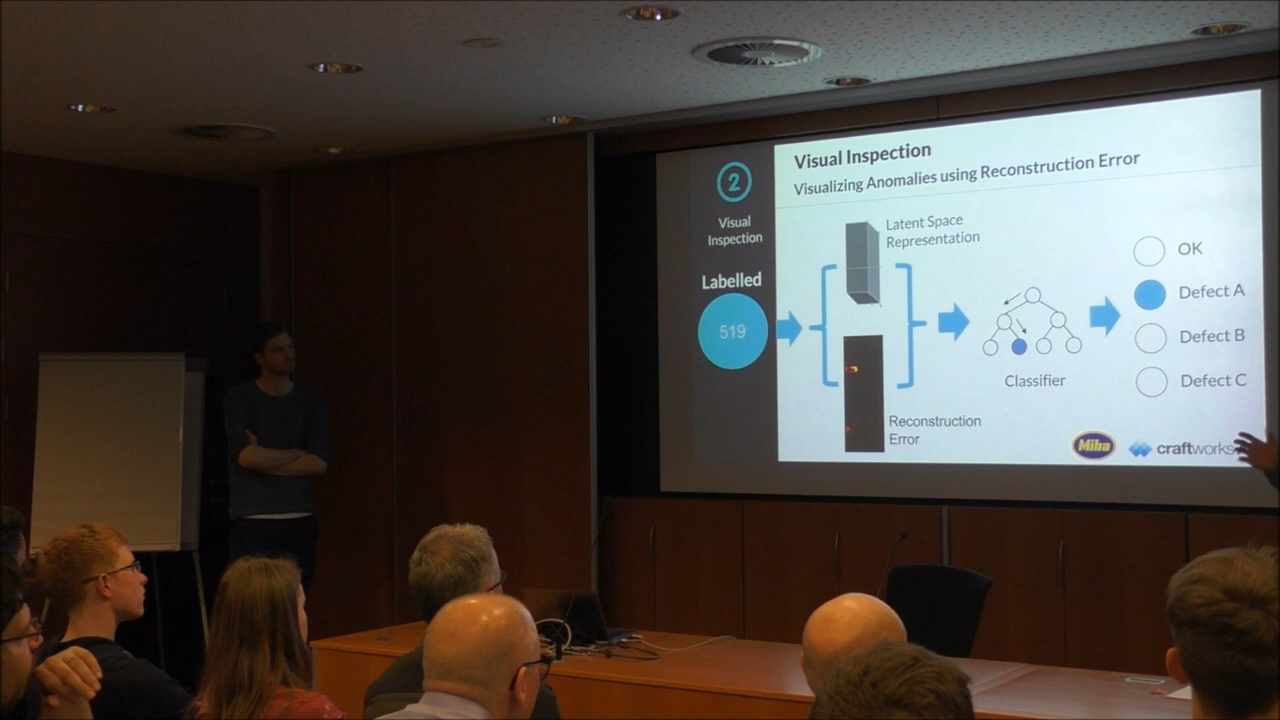 2
Visual
Inspection
Labelled
519
Visual Inspection
Visualizing Anomalies using Reconstruction Error
Latent Space
Representation
Reconstruction
Error
Classifier
OK
Defect A
Defect B
Defect C
Miba
craftworks